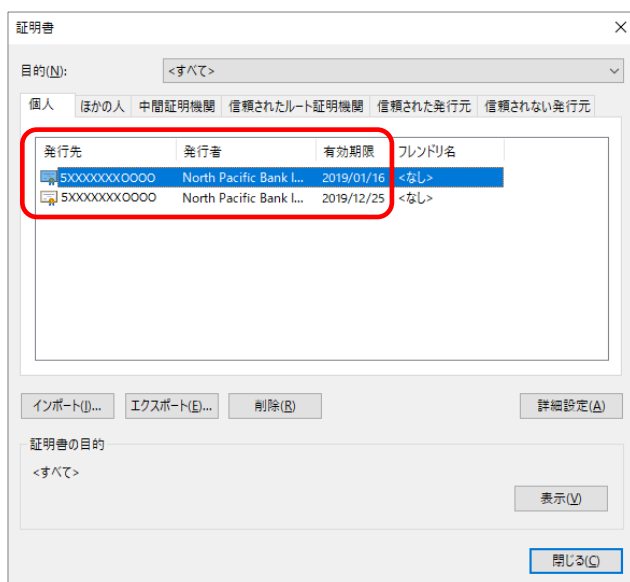 証明書
目的(N): <すべて>
個人 ほかの人 中間証明機関 信頼されたルート証明機関 信頼された発行元 信頼されない発行元
発行先 発行者 有効期限 フレンドリ名
5XXXXXXX0000 North Pacific Bank I... 2019/01/16 <なし>
5XXXXXXX0000 North Pacific Bank I... 2019/12/25 <なし>
インポート(I)... エクスポート(E)... 削除(R) 詳細設定(A)
証明書の目的
<すべて>
表示(V)
閉じる(C)